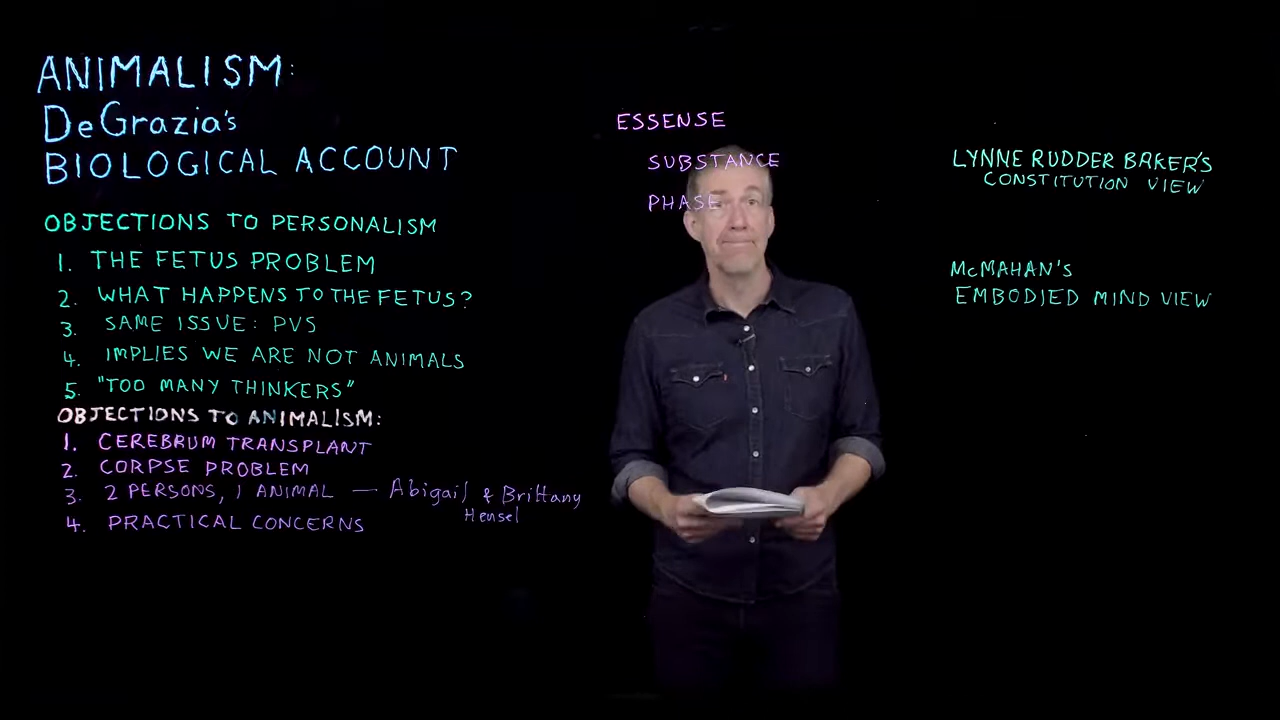 ANIMALISM:
DeGrazia's
BIOLOGICAL ACCOUNT
OBJECTIONS TO PERSONALISM
1. THE FETUS PROBLEM
2. WHAT HAPPENS TO THE FETUS?
3. SAME ISSUE: PVS
4. IMPLIES WE ARE NOT ANIMALS
5. "TOO MANY THINKERS"
OBJECTIONS TO ANIMALISM:
1. CEREBRUM TRANSPLANT
2. CORPSE PROBLEM
3. 2 PERSONS, 1 ANIMAL — Abigail & Brittany
Hensel
4. PRACTICAL CONCERNS
ESSENSE
SUBSTANCE
PHASE
LYNNE RUDDER BAKER'S
CONSTITUTION VIEW
McMAHAN'S
EMBODIED MIND VIEW